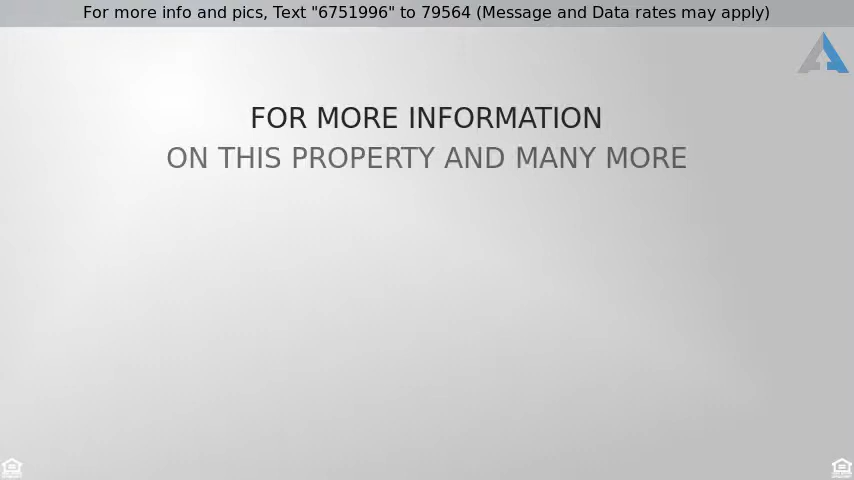 For more info and pics, Text "6751996" to 79564 (Message and Data rates may apply)
FOR MORE INFORMATION
ON THIS PROPERTY AND MANY MORE